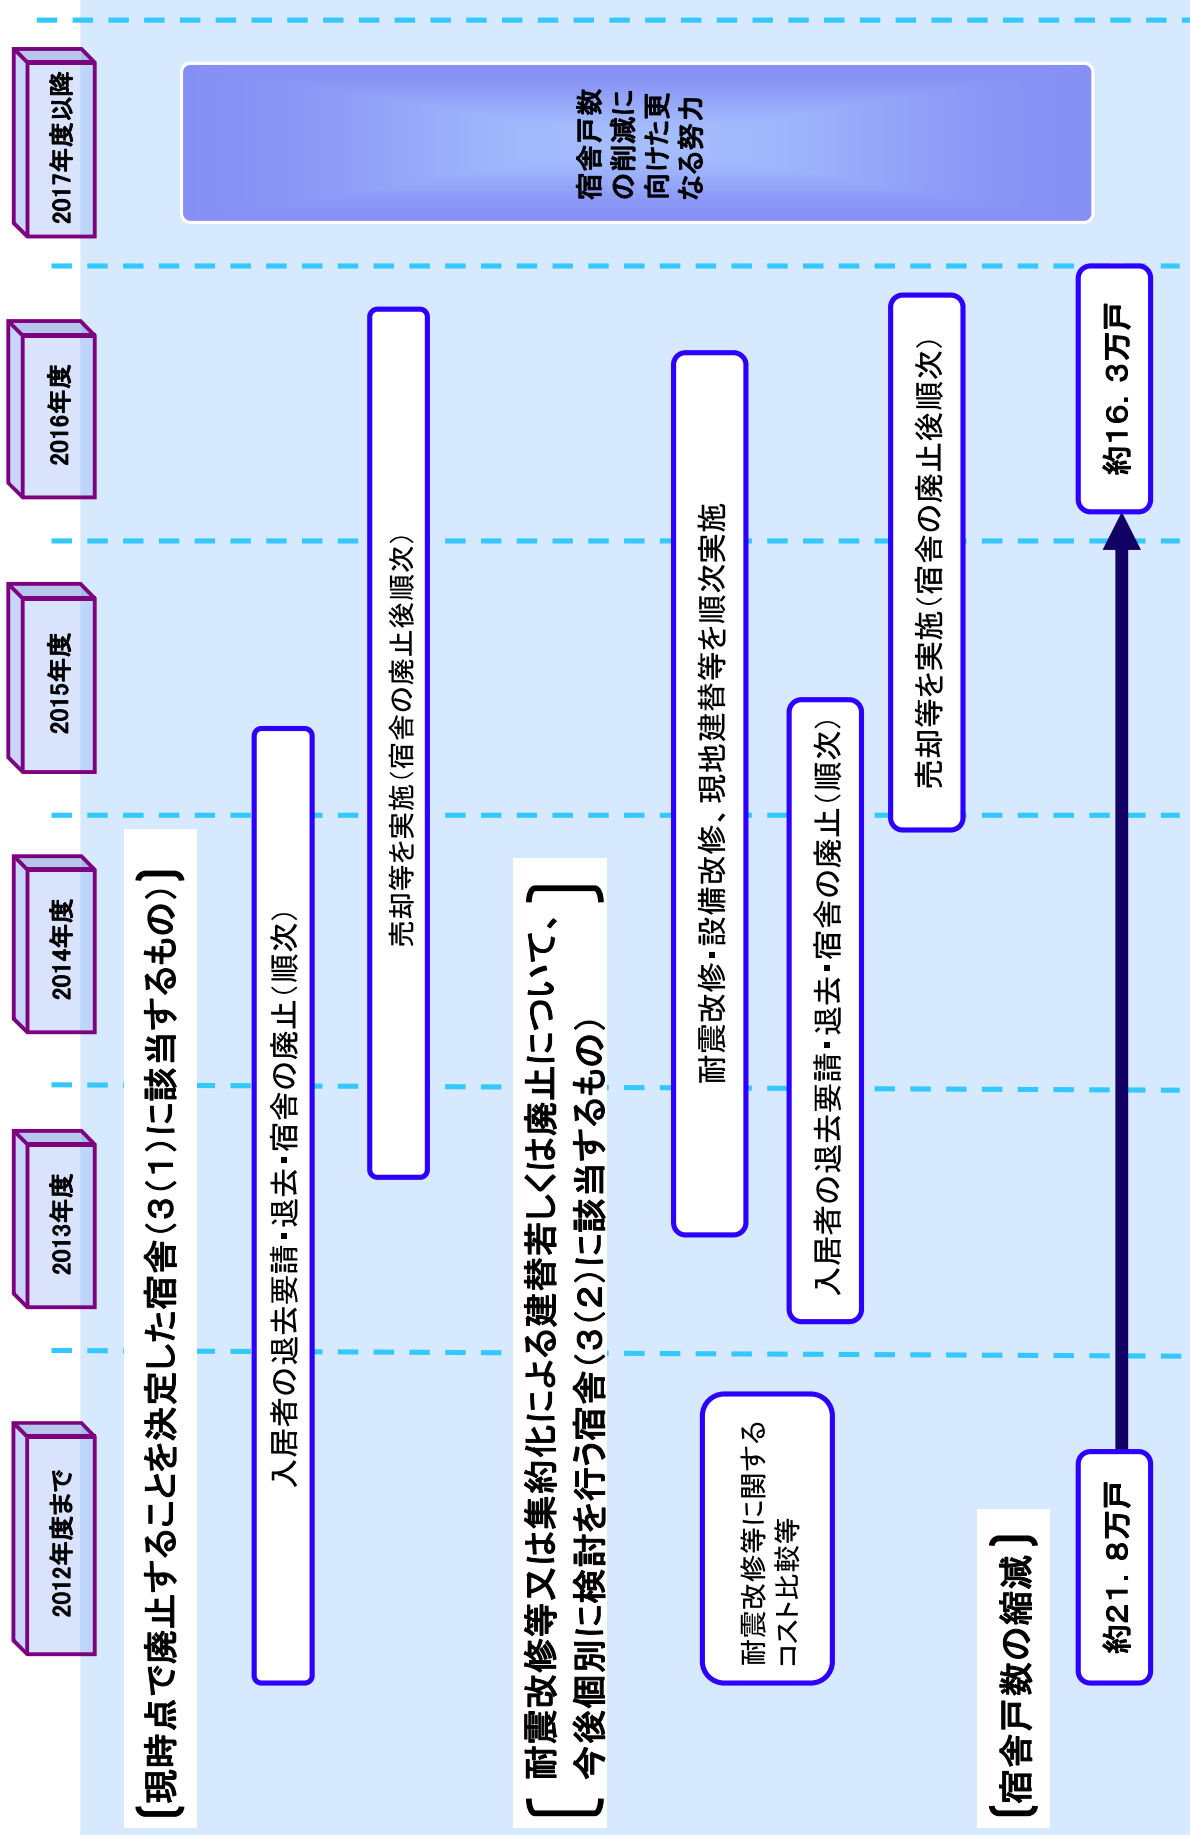 2012年度まで
2013年度
2014年度
2015年度
2016年度
2017年度以降
〔現時点で廃止することを決定した宿舎（３（１）に該当するもの）〕
入居者の退去要請・退去・宿舎の廃止（順次）
売却等を実施（宿舎の廃止後順次）
宿舎戸数
の削減に
向けた更
なる努力
耐震改修等又は集約化による建替若しくは廃止について、
今後個別に検討を行う宿舎（３（２）に該当するもの）
耐震改修・設備改修、現地建替等を順次実施
耐震改修等に関する
コスト比較等
入居者の退去要請・退去・宿舎の廃止（順次）
売却等を実施（宿舎の廃止後順次）
〔宿舎戸数の縮減〕
約２１．８万戸
約１６．３万戸